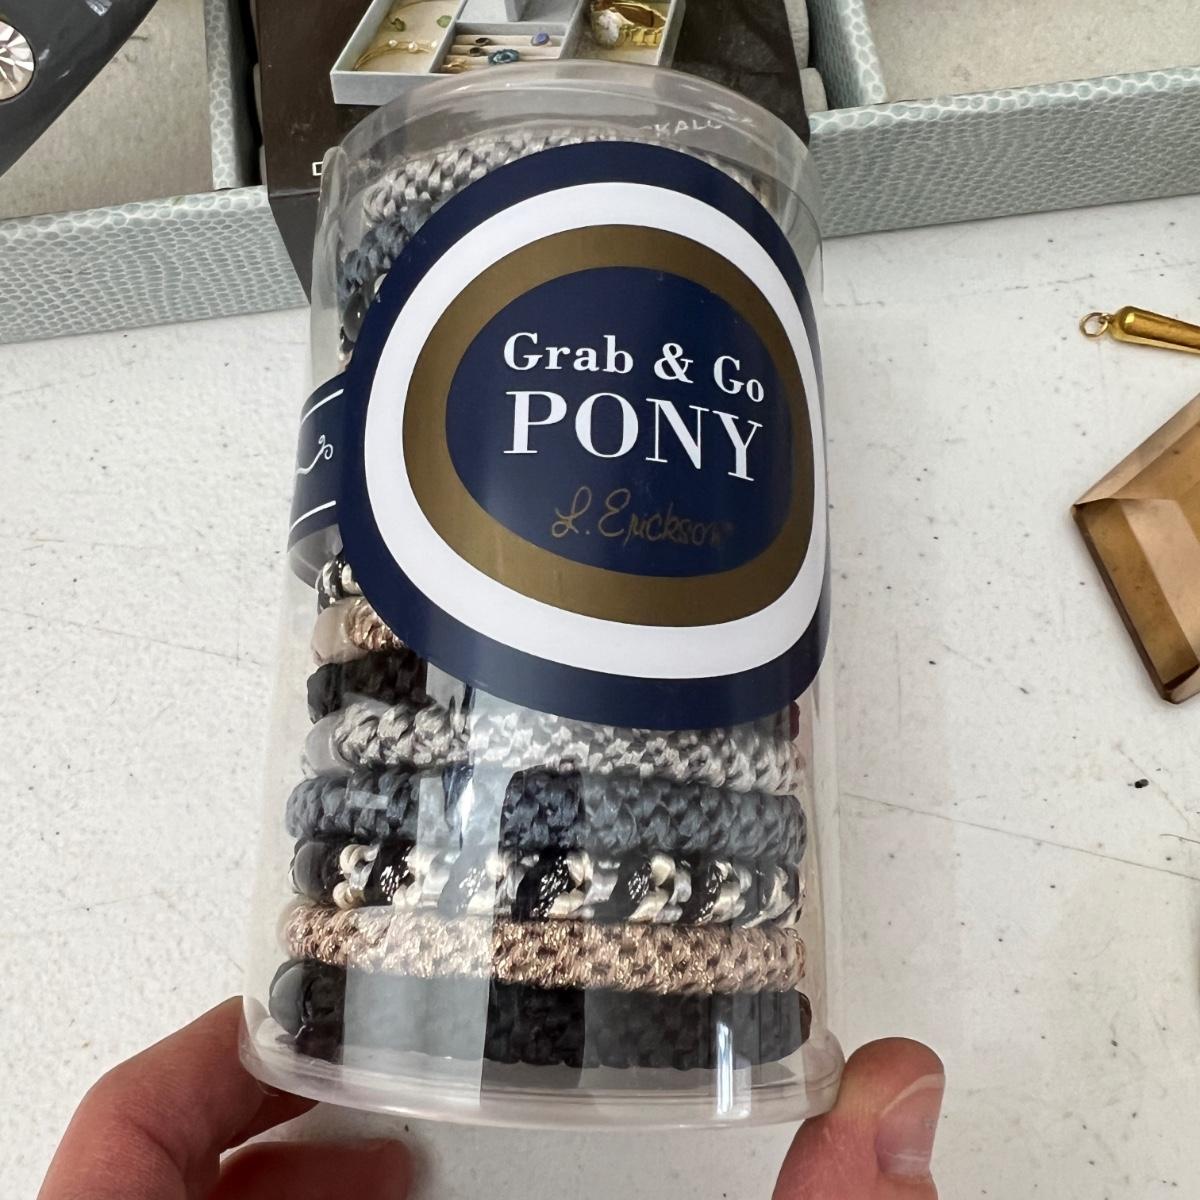 Grab & Go
PONY
L. Erickson